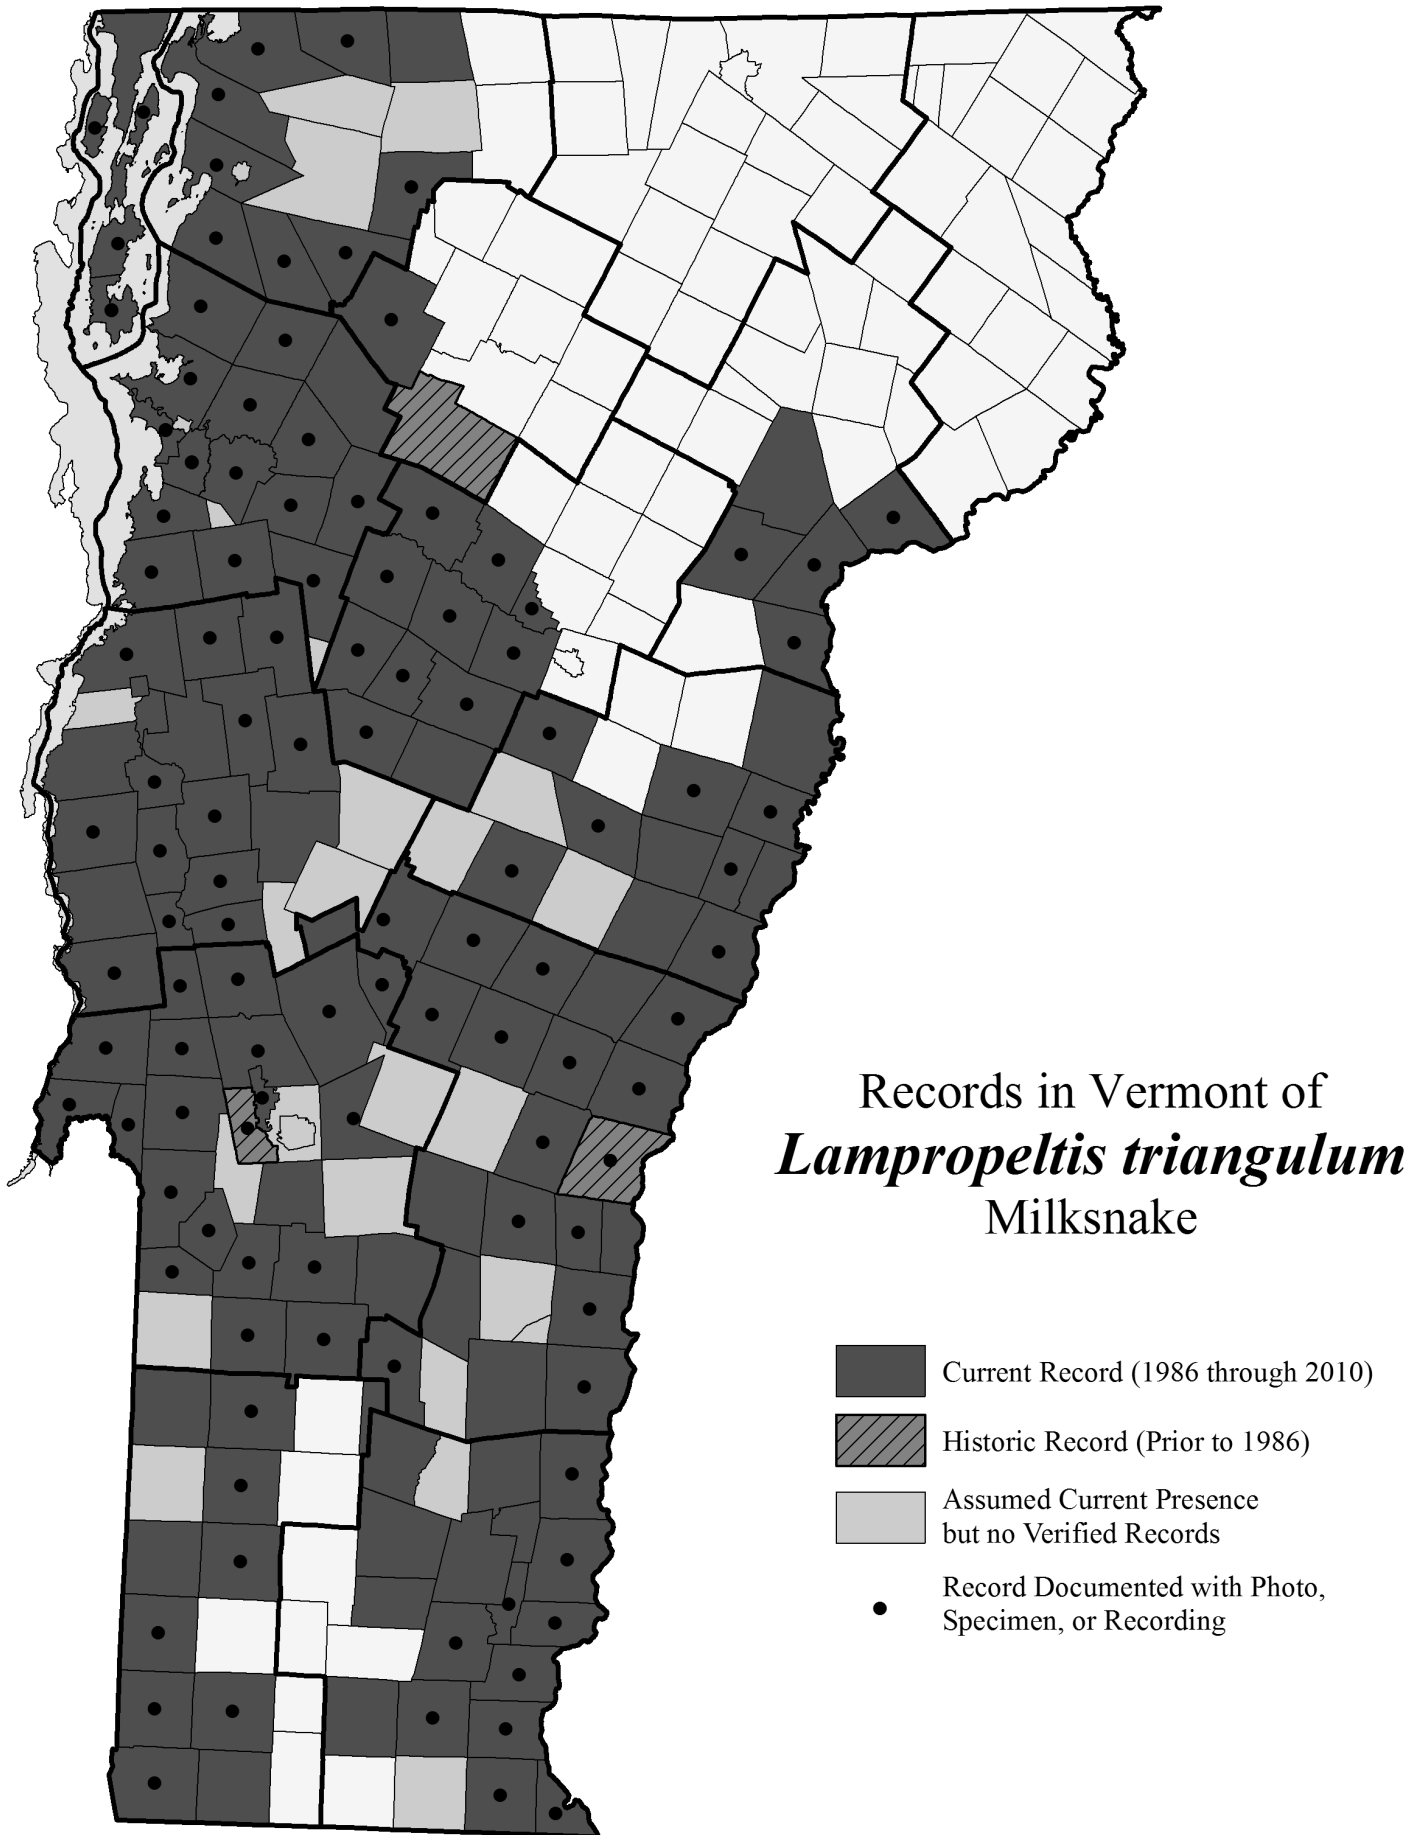 Records in Vermont of
Lampropeltis triangulum
Milksnake
Current Record (1986 through 2010)
Historic Record (Prior to 1986)
Assumed Current Presence
but no Verified Records
Record Documented with Photo,
Specimen, or Recording